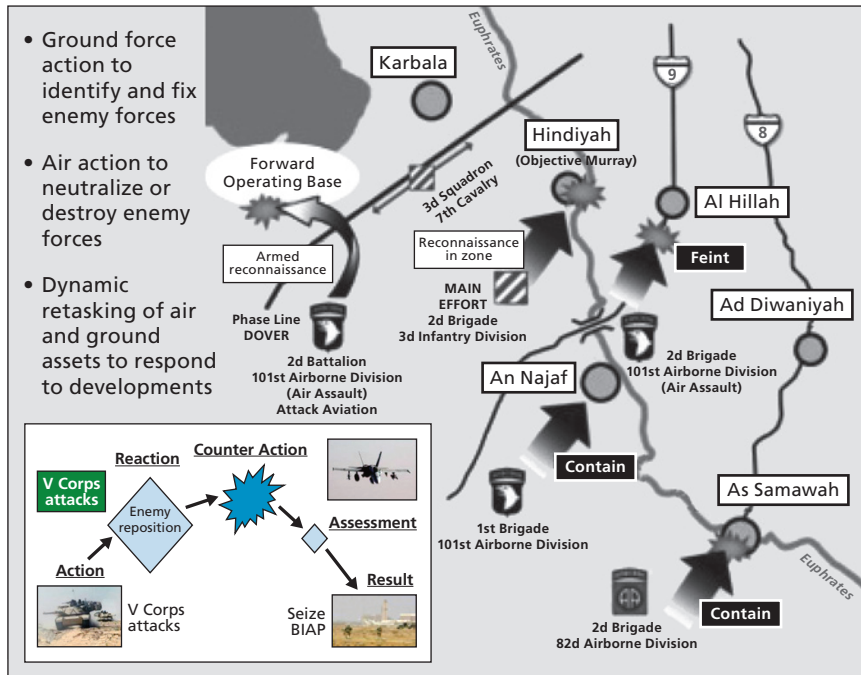 • Ground force
action to
identify and fix
enemy forces
• Air action to
neutralize or
destroy enemy
forces
• Dynamic
retasking of air
and ground
assets to respond
to developments
Karbala
Euphrates
9
8
Hindiyah
(Objective Murray)
Forward
Operating Base
3d Squadron
7th Cavalry
Al Hillah
Armed
reconnaissance
Reconnaissance
in zone
Feint
MAIN
EFFORT
2d Brigade
3d Infantry Division
Phase Line
DOVER
Ad Diwaniyah
2d Battalion
101st Airborne Division
(Air Assault)
Attack Aviation
2d Brigade
101st Airborne Division
(Air Assault)
An Najaf
Contain
As Samawah
1st Brigade
101st Airborne Division
Euphrates
Contain
2d Brigade
82d Airborne Division
V Corps
attacks
Reaction
Counter Action
Enemy
reposition
Assessment
Action
Result
V Corps
attacks
Seize
BIAP